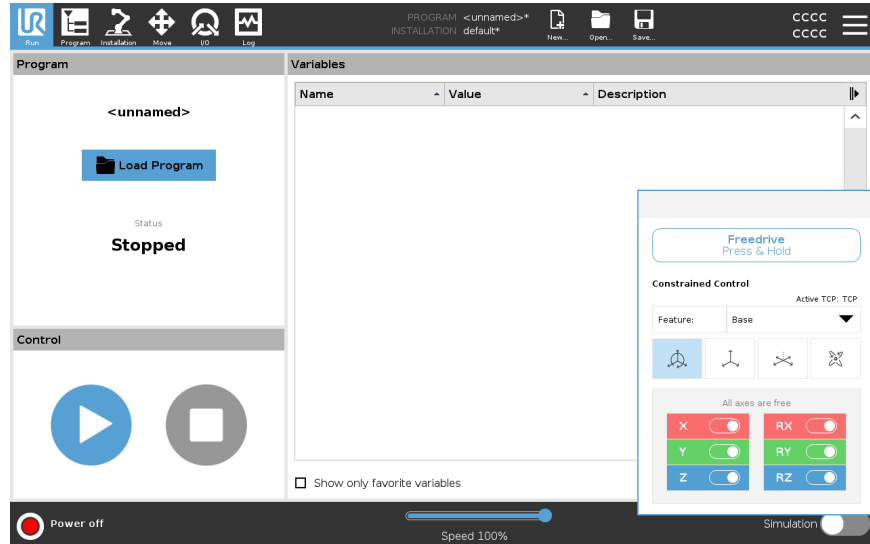 UR
Run
Program
Installation
Move
I/O
Log
PROGRAM <unnamed>*
INSTALLATION default*
New...
Open...
Save...
cccc
cccc
Program
<unnamed>
Load Program
Status
Stopped
Control
Variables
Name
Value
Description
Show only favorite variables
Freedrive
Press & Hold
Constrained Control
Active TCP: TCP
Feature:
Base
All axes are free
X
RX
Y
RY
Z
RZ
Power off
Speed 100%
Simulation